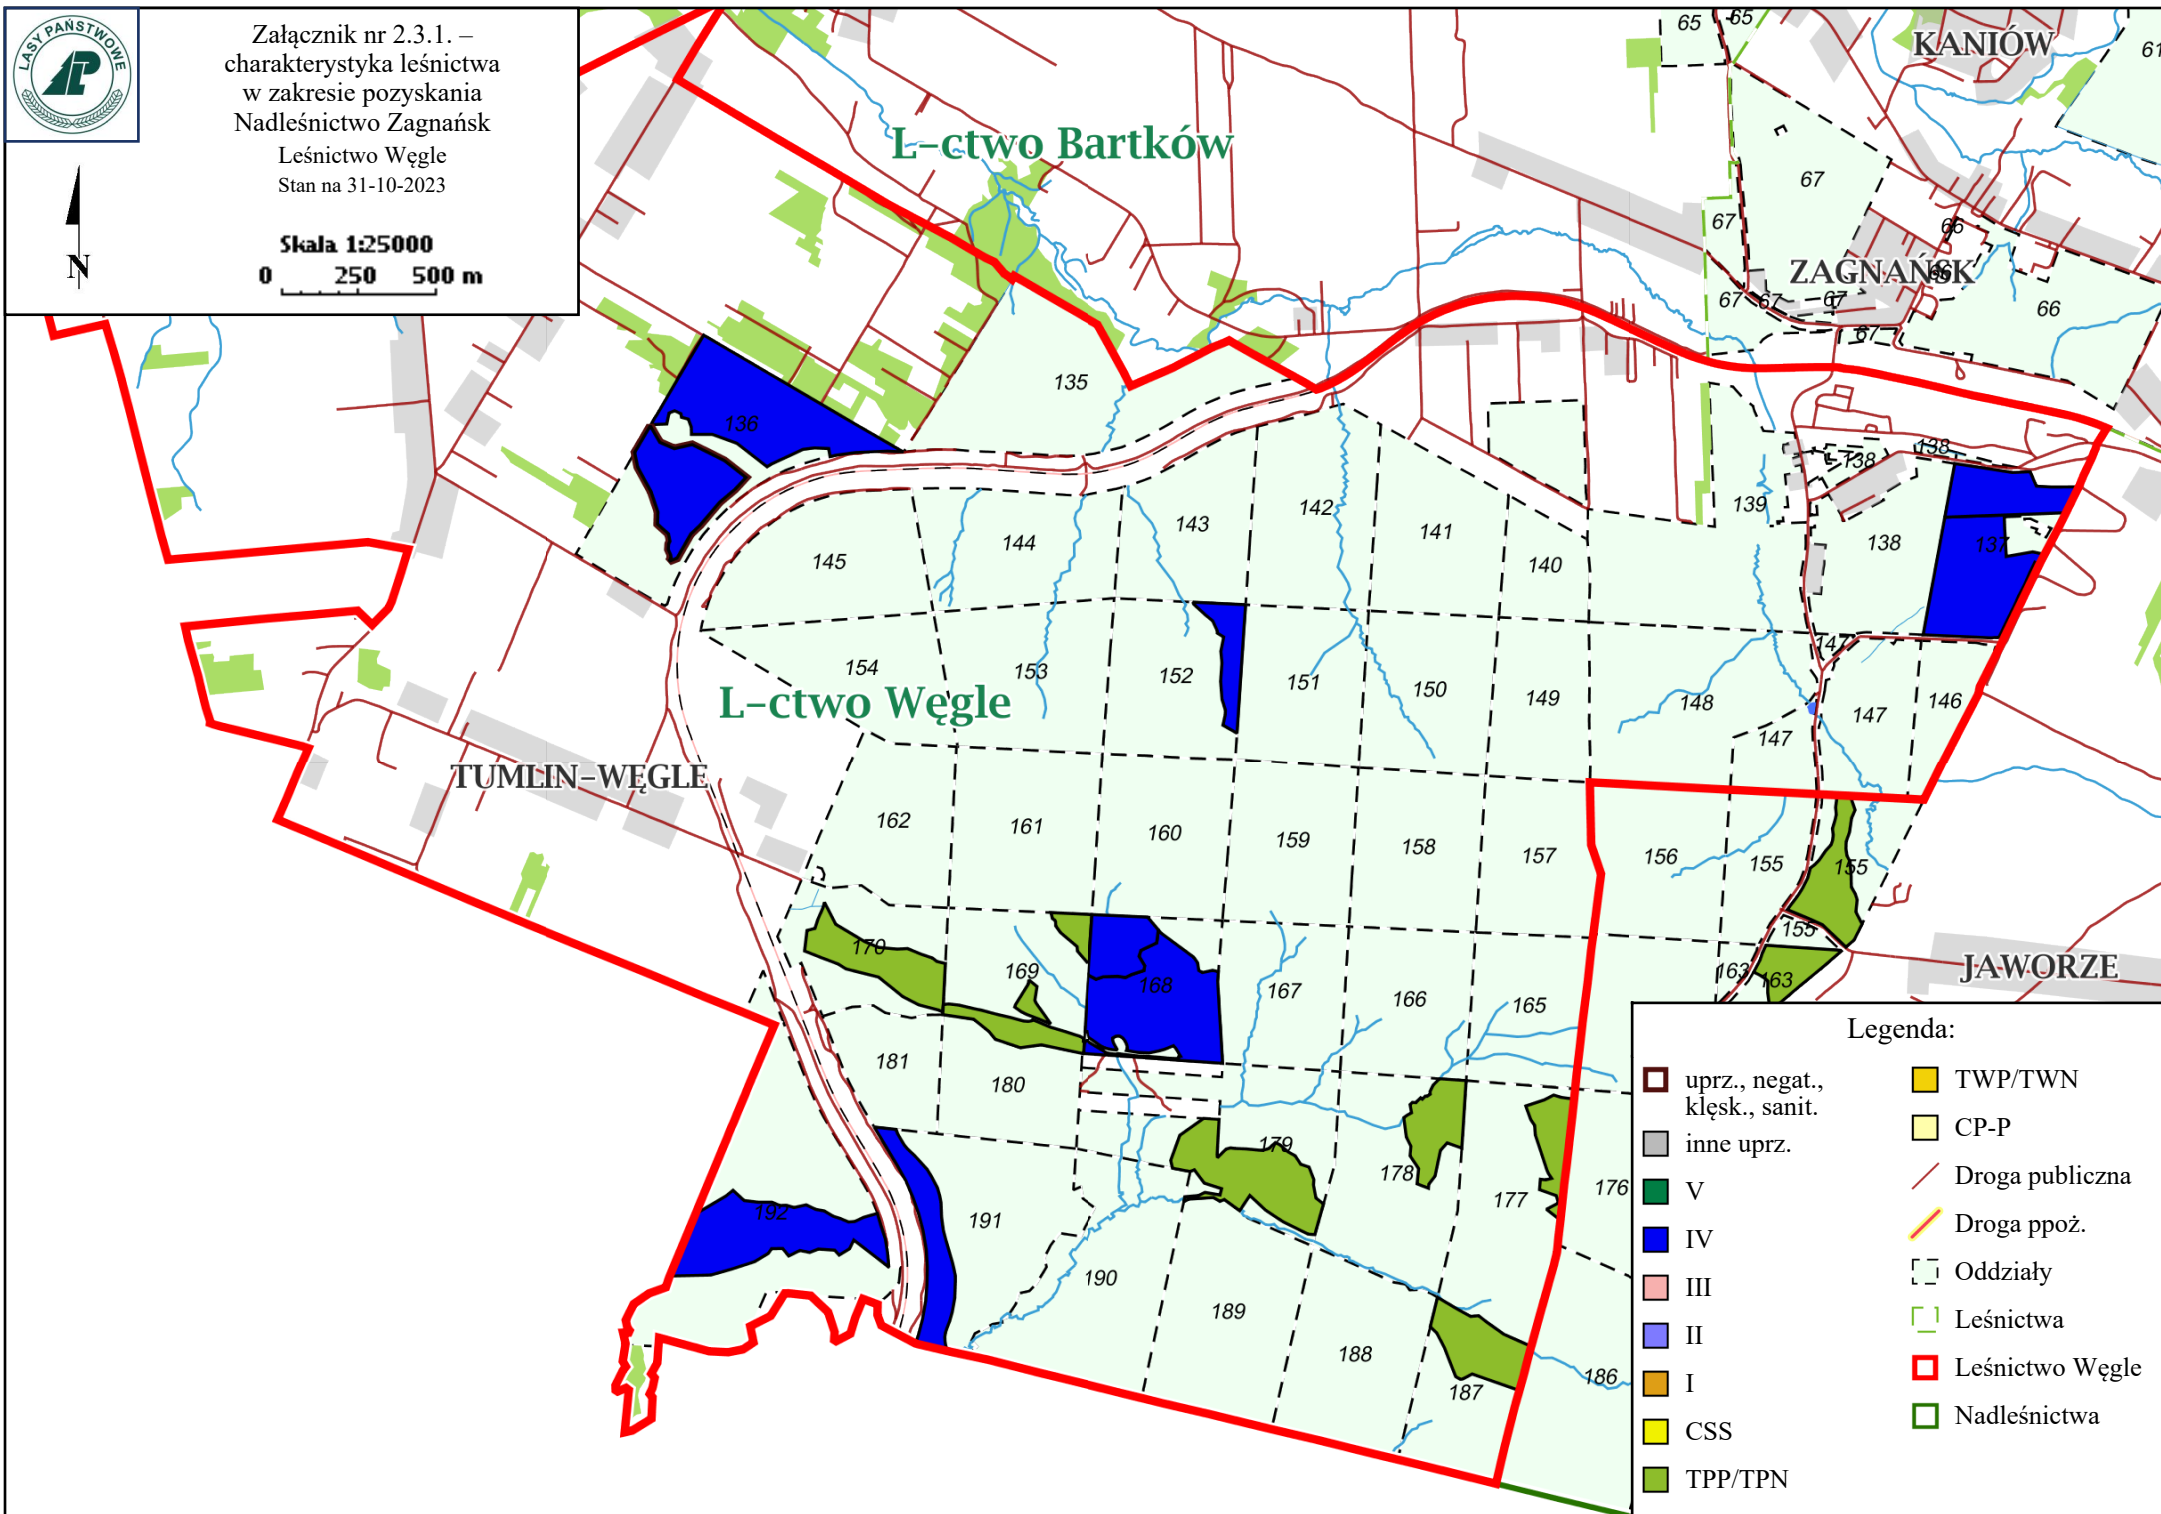 LASY PAŃSTWOWE
Załącznik nr 2.3.1. –
charakterystyka leśnictwa
w zakresie pozyskania
Nadleśnictwo Zagnańsk
Leśnictwo Węgle
Stan na 31-10-2023
N
Skala 1:25000
0 250 500 m
65 65
KANIÓW
61
L-ctwo Bartków
67
67
66
ZAGNAŃSK
66
67 67 67
66
67
135
136
138
138
139
138
137
145
144
143
142
141
140
147
154
153
152
151
150
149
148
147
146
147
L-ctwo Węgle
TUMLIN-WĘGLE
162
161
160
159
158
157
156
155
155
155
170
169
168
167
166
165
163
163
JAWORZE
181
180
179
178
177
176
192
191
190
189
188
187
186
Legenda:
uprz., negat.,
klęsk., sanit.
inne uprz.
V
IV
III
II
I
CSS
TPP/TPN
TWP/TWN
CP-P
Droga publiczna
Droga ppoż.
Oddziały
Leśnictwa
Leśnictwo Węgle
Nadleśnictwa